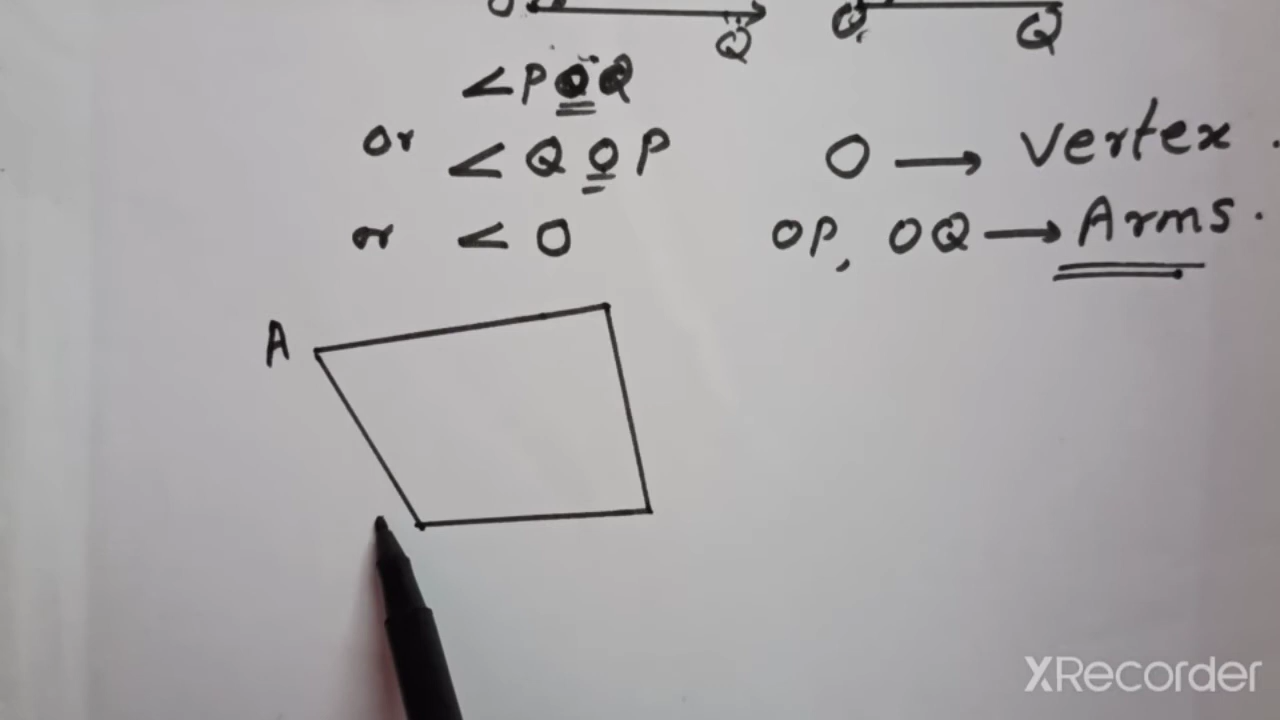 Q
O
Q
<POQ
or <QOP
or <O
O → Vertex.
OP, OQ → Arms.
A
XRecorder